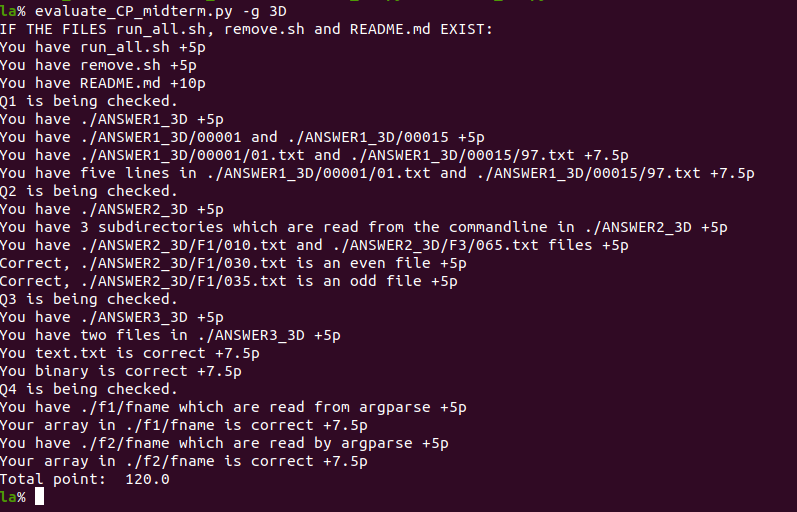 la% evaluate_CP_midterm.py -g 3D
IF THE FILES run_all.sh, remove.sh and README.md EXIST:
You have run_all.sh +5p
You have remove.sh +5p
You have README.md +10p
Q1 is being checked.
You have ./ANSWER1_3D +5p
You have ./ANSWER1_3D/00001 and ./ANSWER1_3D/00015 +5p
You have ./ANSWER1_3D/00001/01.txt and ./ANSWER1_3D/00015/97.txt +7.5p
You have five lines in ./ANSWER1_3D/00001/01.txt and ./ANSWER1_3D/00015/97.txt +7.5p
Q2 is being checked.
You have ./ANSWER2_3D +5p
You have 3 subdirectories which are read from the commandline in ./ANSWER2_3D +5p
You have ./ANSWER2_3D/F1/010.txt and ./ANSWER2_3D/F3/065.txt files +5p
Correct, ./ANSWER2_3D/F1/030.txt is an even file +5p
Correct, ./ANSWER2_3D/F1/035.txt is an odd file +5p
Q3 is being checked.
You have ./ANSWER3_3D +5p
You have two files in ./ANSWER3_3D +5p
You text.txt is correct +7.5p
You binary is correct +7.5p
Q4 is being checked.
You have ./f1/fname which are read from argparse +5p
Your array in ./f1/fname is correct +7.5p
You have ./f2/fname which are read by argparse +5p
Your array in ./f2/fname is correct +7.5p
Total point:  120.0
la%